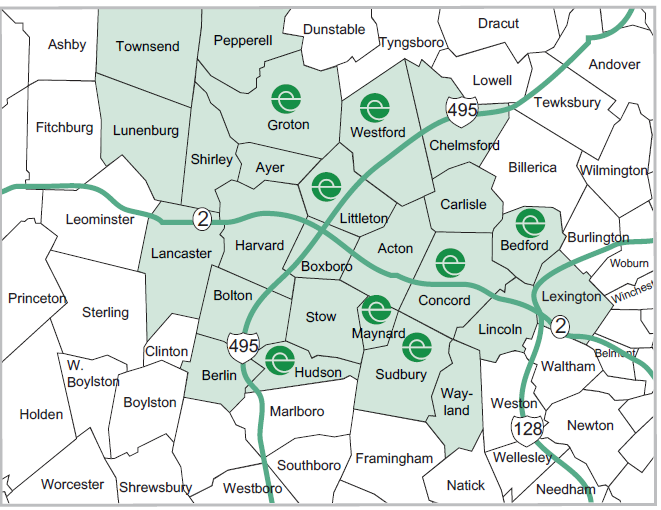 Dunstable
Dracut
Ashby
Townsend
Pepperell
Tyngsboro
Andover
Lowell
Tewksbury
495
Groton
Westford
Fitchburg
Lunenburg
Chelmsford
Shirley
Ayer
Billerica
Wilmington
Carlisle
Leominster
2
Littleton
Harvard
Acton
Bedford
Burlington
Lancaster
Boxboro
Woburn
Princeton
Bolton
Concord
Lexington
Winchest
Sterling
Stow
Maynard
Lincoln
2
495
Clinton
Belmont
W.
Boylston
Berlin
Hudson
Sudbury
Waltham
Boylston
Way-
land
Weston
Holden
Marlboro
128
Newton
Southboro
Framingham
Wellesley
Worcester
Shrewsbury
Westboro
Natick
Needham